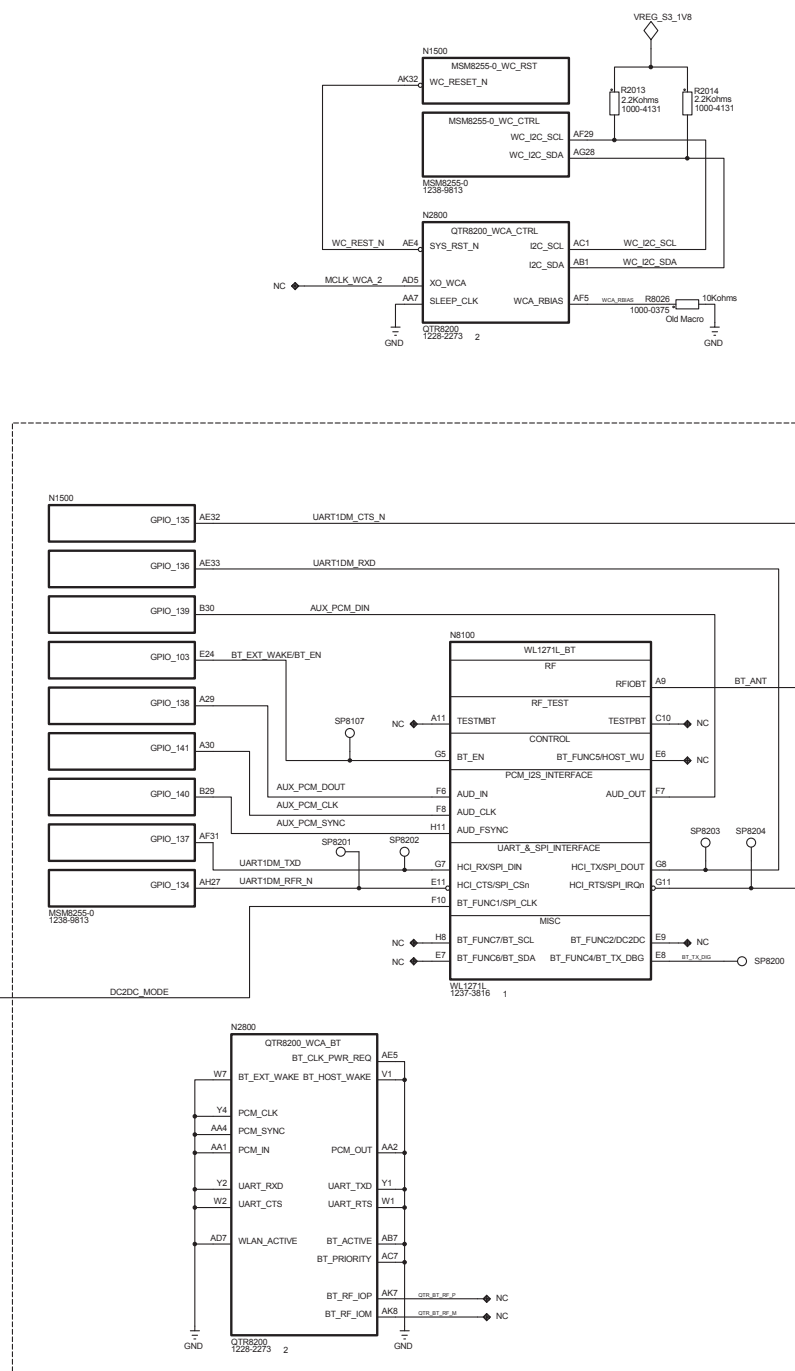 VREG_S3_1V8
N1500
MSM8255-0_WC_RST
AK32 WC_RESET_N
R2013
2.2Kohms
1000-4131
R2014
2.2Kohms
1000-4131
MSM8255-0_WC_CTRL
WC_I2C_SCL AF29
WC_I2C_SDA AG28
MSM8255-0
1238-9813
N2800
QTR8200_WCA_CTRL
WC_REST_N AE4 SYS_RST_N I2C_SCL AC1 WC_I2C_SCL
I2C_SDA AB1 WC_I2C_SDA
NC MCLK_WCA_2 AD5 XO_WCA
AA7 SLEEP_CLK WCA_RBIAS AF5 WCA_RBIAS R8026 10Kohms
1000-0375
Old Macro
GND
GND
QTR8200
1228-2273 2
N1500
GPIO_135 AE32 UART1DM_CTS_N
GPIO_136 AE33 UART1DM_RXD
GPIO_139 B30 AUX_PCM_DIN
GPIO_103 E24 BT_EXT_WAKE/BT_EN
GPIO_138 A29
GPIO_141 A30
GPIO_140 B29
GPIO_137 AF31
GPIO_134 AH27
MSM8255-0
1238-9813
N8100
WL1271L_BT
RF
RFIOBT A9 BT_ANT
RF_TEST
NC A11 TESTMBT TESTPBT C10 NC
SP8107
CONTROL
G5 BT_EN BT_FUNC5/HOST_WU E6 NC
PCM_I2S_INTERFACE
AUX_PCM_DOUT F6 AUD_IN AUD_OUT F7
AUX_PCM_CLK F8 AUD_CLK
AUX_PCM_SYNC H11 AUD_FSYNC
SP8201 SP8202 SP8203 SP8204
UART_&_SPI_INTERFACE
UART1DM_TXD G7 HCI_RX/SPI_DIN HCI_TX/SPI_DOUT G8
UART1DM_RFR_N E11 HCI_CTS/SPI_CSn HCI_RTS/SPI_IRQn G11
F10 BT_FUNC1/SPI_CLK
MISC
NC H8 BT_FUNC7/BT_SCL BT_FUNC2/DC2DC E9 NC
NC E7 BT_FUNC6/BT_SDA BT_FUNC4/BT_TX_DBG E8 BT_TX_DIG SP8200
WL1271L
1237-3816 1
DC2DC_MODE
N2800
QTR8200_WCA_BT
BT_CLK_PWR_REQ AE5
W7 BT_EXT_WAKE BT_HOST_WAKE V1
Y4 PCM_CLK
AA4 PCM_SYNC
AA1 PCM_IN PCM_OUT AA2
Y2 UART_RXD UART_TXD Y1
W2 UART_CTS UART_RTS W1
AD7 WLAN_ACTIVE BT_ACTIVE AB7
BT_PRIORITY AC7
BT_RF_IOP AK7 QTR_BT_RF_P NC
BT_RF_IOM AK8 QTR_BT_RF_M NC
GND
GND
QTR8200
1228-2273 2